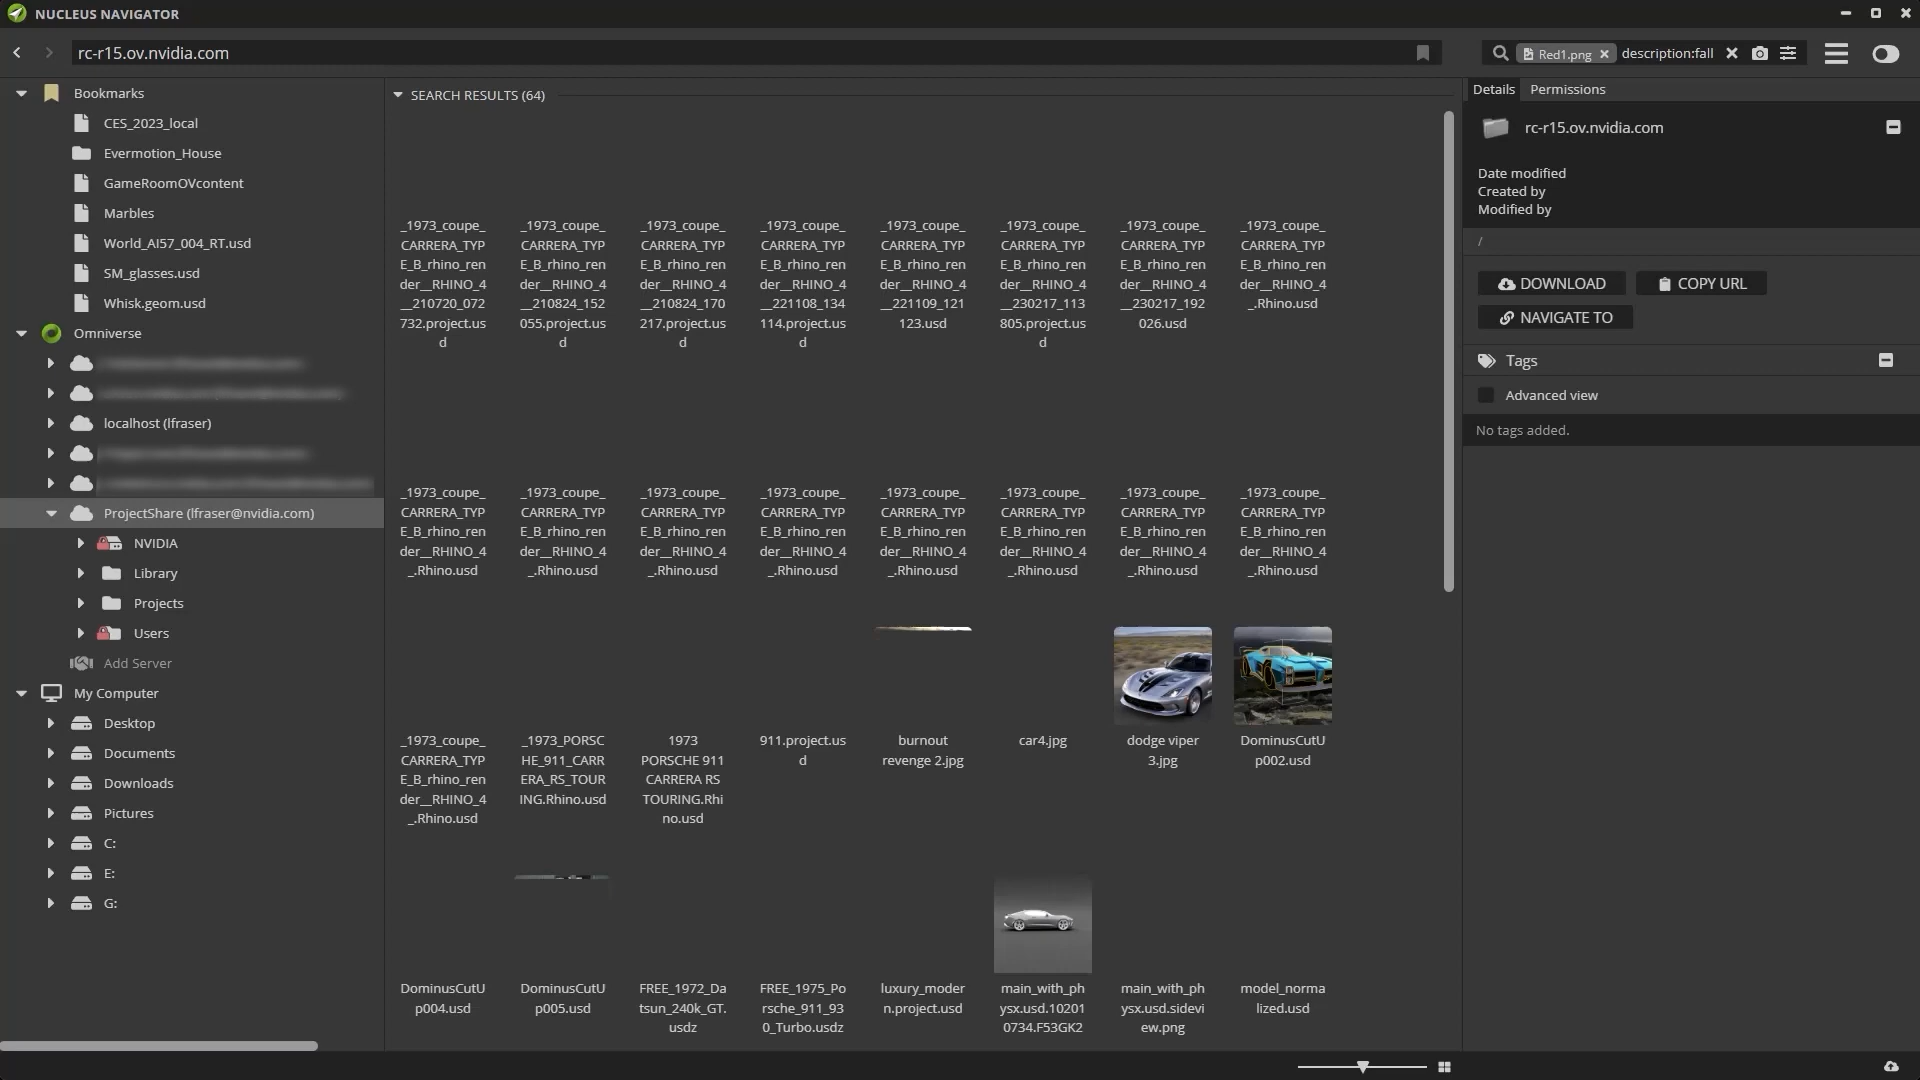 NUCLEUS NAVIGATOR
rc-r15.ov.nvidia.com
Red1.png
description:fall
Bookmarks
CES_2023_local
Evermotion_House
GameRoomOVcontent
Marbles
World_AI57_004_RT.usd
SM_glasses.usd
Whisk.geom.usd
Omniverse
localhost (lfraser)
ProjectShare (lfraser@nvidia.com)
NVIDIA
Library
Projects
Users
Add Server
My Computer
Desktop
Documents
Downloads
Pictures
C:
E:
G:
SEARCH RESULTS (64)
_1973_coupe_
CARRERA_TYP
E_B_rhino_ren
der__RHINO_4
__210720_072
732.project.us
d
_1973_coupe_
CARRERA_TYP
E_B_rhino_ren
der__RHINO_4
__210824_152
055.project.us
d
_1973_coupe_
CARRERA_TYP
E_B_rhino_ren
der__RHINO_4
__210824_170
217.project.us
d
_1973_coupe_
CARRERA_TYP
E_B_rhino_ren
der__RHINO_4
__221108_134
114.project.us
d
_1973_coupe_
CARRERA_TYP
E_B_rhino_ren
der__RHINO_4
__221109_121
123.usd
_1973_coupe_
CARRERA_TYP
E_B_rhino_ren
der__RHINO_4
__230217_113
805.project.us
d
_1973_coupe_
CARRERA_TYP
E_B_rhino_ren
der__RHINO_4
__230217_192
026.usd
_1973_coupe_
CARRERA_TYP
E_B_rhino_ren
der__RHINO_4
_.Rhino.usd
_1973_coupe_
CARRERA_TYP
E_B_rhino_ren
der__RHINO_4
_.Rhino.usd
_1973_coupe_
CARRERA_TYP
E_B_rhino_ren
der__RHINO_4
_.Rhino.usd
_1973_coupe_
CARRERA_TYP
E_B_rhino_ren
der__RHINO_4
_.Rhino.usd
_1973_coupe_
CARRERA_TYP
E_B_rhino_ren
der__RHINO_4
_.Rhino.usd
_1973_coupe_
CARRERA_TYP
E_B_rhino_ren
der__RHINO_4
_.Rhino.usd
_1973_coupe_
CARRERA_TYP
E_B_rhino_ren
der__RHINO_4
_.Rhino.usd
_1973_coupe_
CARRERA_TYP
E_B_rhino_ren
der__RHINO_4
_.Rhino.usd
_1973_coupe_
CARRERA_TYP
E_B_rhino_ren
der__RHINO_4
_.Rhino.usd
_1973_coupe_
CARRERA_TYP
E_B_rhino_ren
der__RHINO_4
_.Rhino.usd
_1973_PORSC
HE_911_CARR
ERA_RS_TOUR
ING.Rhino.usd
1973
PORSCHE 911
CARRERA RS
TOURING.Rhi
no.usd
911.project.us
d
burnout
revenge 2.jpg
car4.jpg
dodge viper
3.jpg
DominusCutU
p002.usd
DominusCutU
p004.usd
DominusCutU
p005.usd
FREE_1972_Da
tsun_240k_GT.
usdz
FREE_1975_Po
rsche_911_93
0_Turbo.usdz
luxury_moder
n.project.usd
main_with_ph
ysx.usd.10201
0734.F53GK2
main_with_ph
ysx.usd.sidevi
ew.png
model_norma
lized.usd
Details
Permissions
rc-r15.ov.nvidia.com
Date modified
Created by
Modified by
/
DOWNLOAD
COPY URL
NAVIGATE TO
Tags
Advanced view
No tags added.